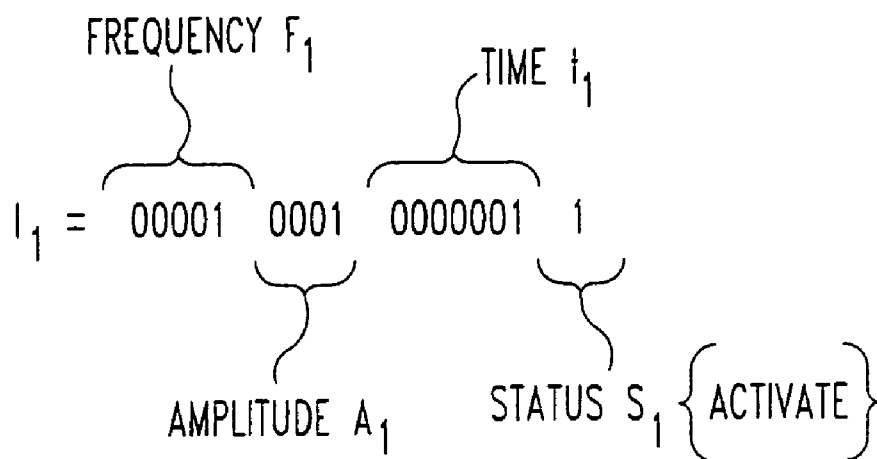 FREQUENCY F1
TIME t1
I1 = 00001 0001 0000001 1
AMPLITUDE A1
STATUS S1 {ACTIVATE}